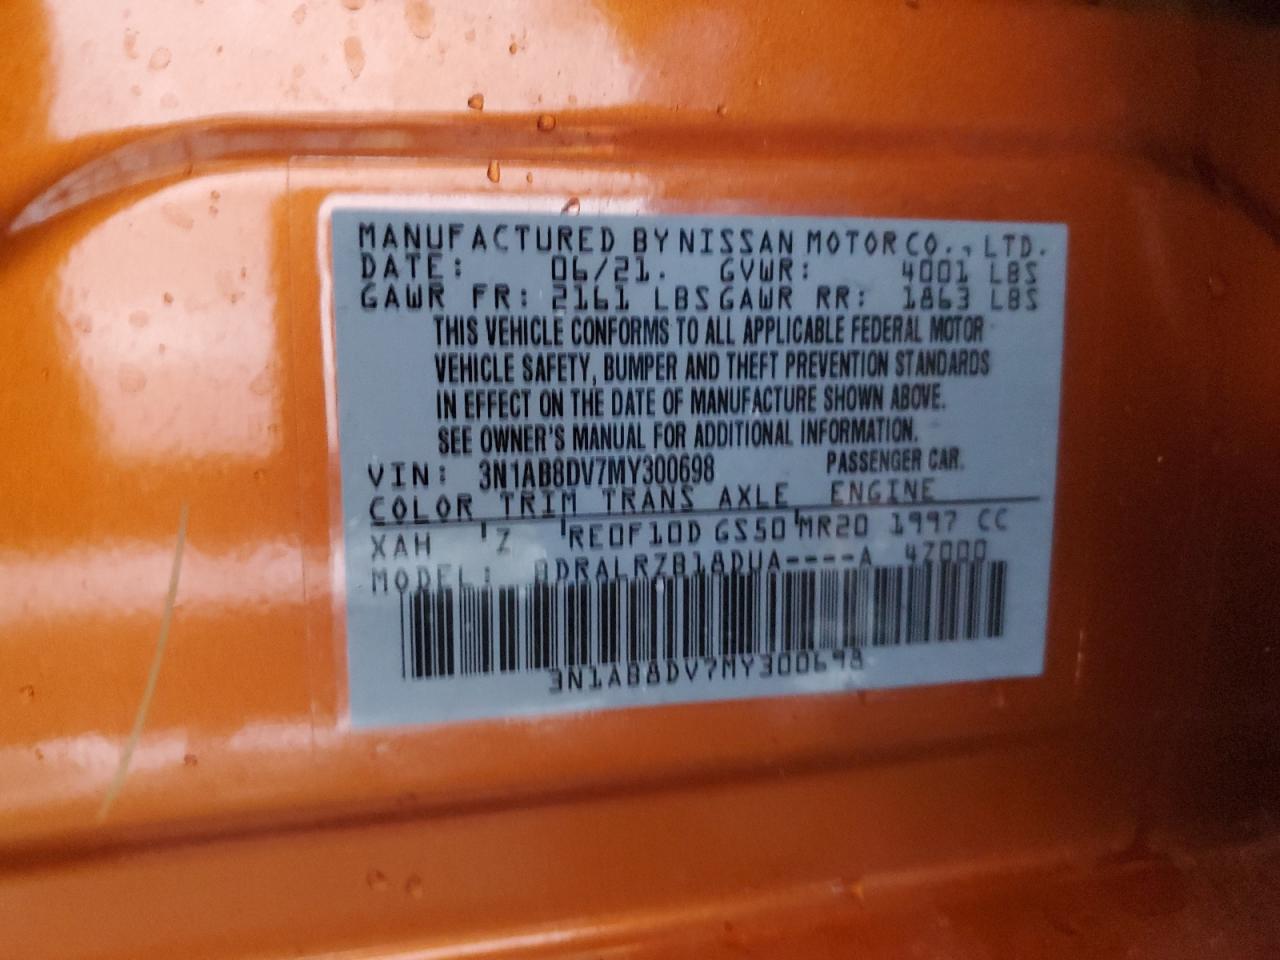 MANUFACTURED BY NISSAN MOTOR CO., LTD.
DATE: 06/21. GVWR: 4001 LBS
GAWR FR: 2161 LBS GAWR RR: 1863 LBS
THIS VEHICLE CONFORMS TO ALL APPLICABLE FEDERAL MOTOR
VEHICLE SAFETY, BUMPER AND THEFT PREVENTION STANDARDS
IN EFFECT ON THE DATE OF MANUFACTURE SHOWN ABOVE.
SEE OWNER'S MANUAL FOR ADDITIONAL INFORMATION.
VIN: 3N1AB8DV7MY300698 PASSENGER CAR.
COLOR TRIM TRANS AXLE ENGINE
XAH Z RE0F10D GS50 MR20 1997 CC
MODEL: 47000
3N1AB8DV7MY300698